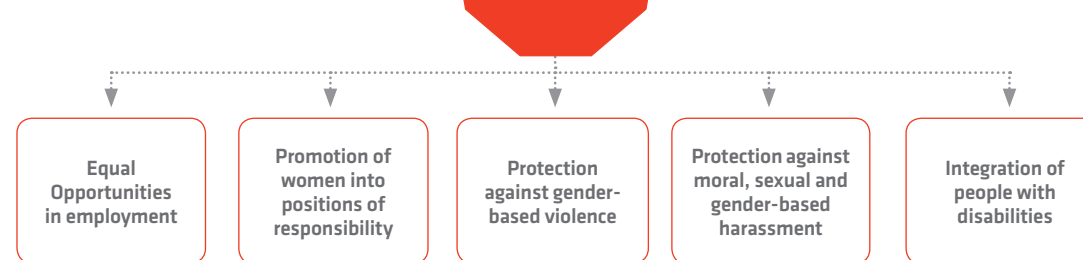 Equal
Opportunities
in employment
Promotion of
women into
positions of
responsibility
Protection
against gender-
based violence
Protection against
moral, sexual and
gender-based
harassment
Integration of
people with
disabilities